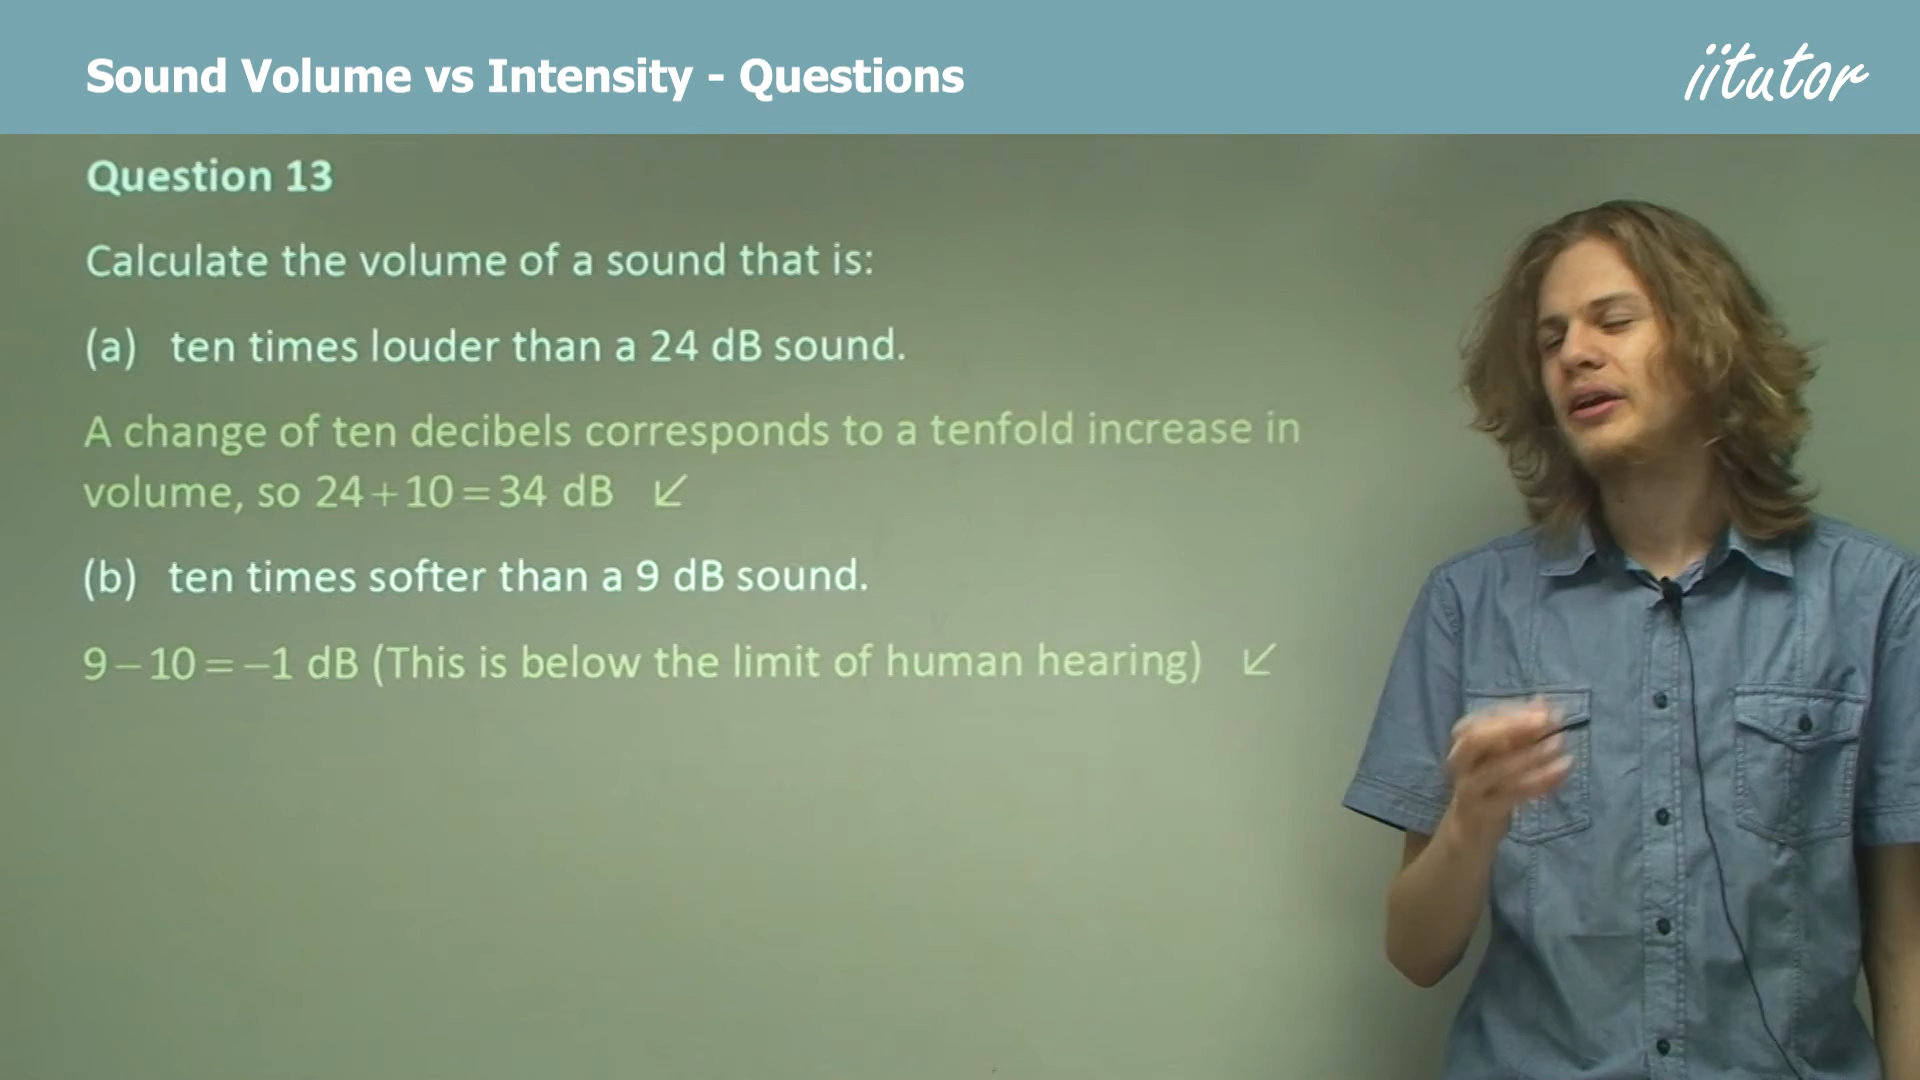 Sound Volume vs Intensity - Questions
iitutor
Question 13
Calculate the volume of a sound that is:
(a) ten times louder than a 24 dB sound.
A change of ten decibels corresponds to a tenfold increase in
volume, so 24+10=34 dB ↙
(b) ten times softer than a 9 dB sound.
9−10=−1 dB (This is below the limit of human hearing) ↙